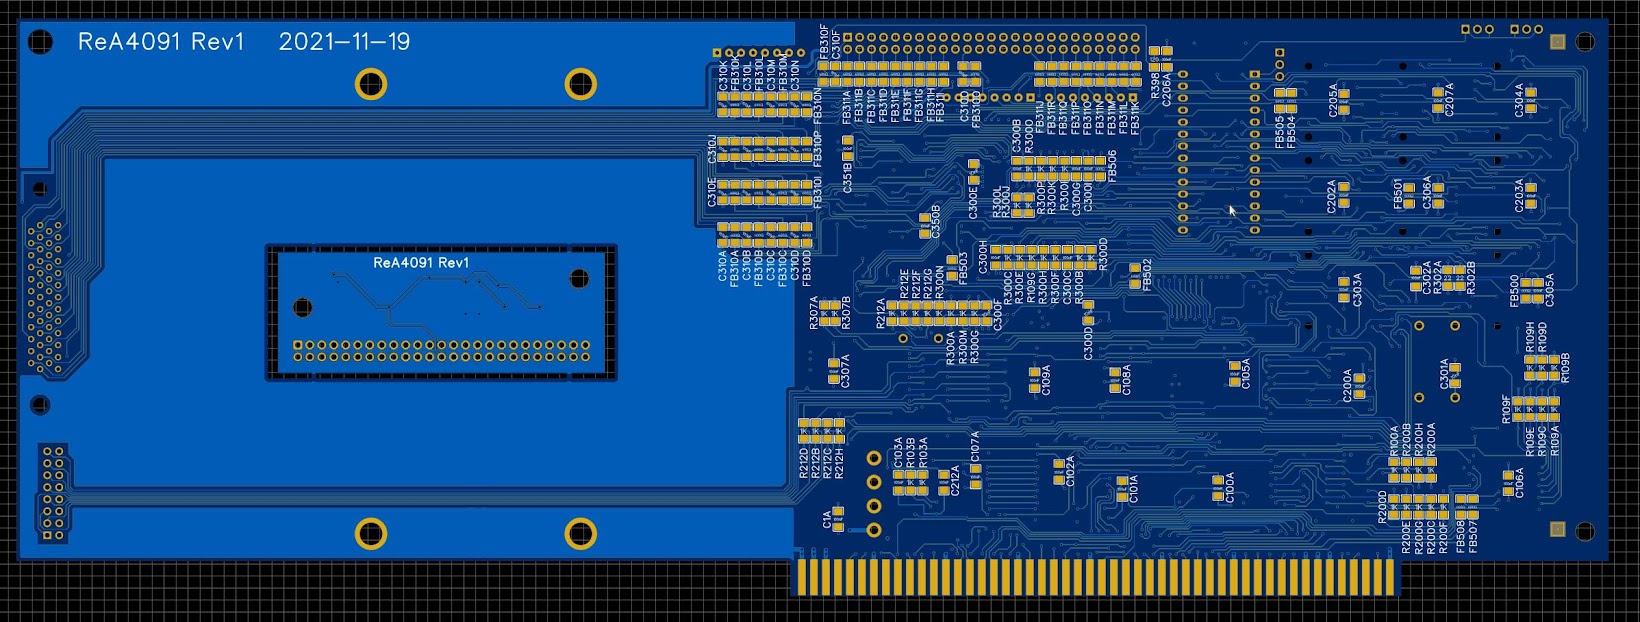 ReA4091 Rev1 2021-11-19
C310K
FB310K
C310L
FB310L
C310M
FB310M
C310N
FB310N
FB310F
C310F
FB311A
FB311B
FB311C
FB311D
FB311E
FB311F
FB311G
FB311H
FB311I
FB311J
FB311R
FB311Q
FB311P
FB311O
FB311N
FB311M
FB311L
FB311K
R39B
C206A
FB505
FB504
C205A
C207A
C304A
C310J
FB310P
C351B
C300B
R300D
FB506
C300E
C310E
FB310I
R300L
R300J
R300P
R300K
R300R
C300G
C300I
C202A
FB501
C306A
C203A
C350B
C310A
FB310A
C310B
FB310B
C310C
FB310C
C310D
FB310D
C300H
R300D
FB503
FB502
R300C
R300E
R109G
R300H
R300F
C300C
R300B
ReA4091 Rev1
R212E
R212F
R212G
R300N
C303A
C302A
R302A
R302B
FB500
C305A
R307A
R307B
R212A
C300F
R300A
R300M
R300G
C300D
R109H
R109D
R109B
C307A
C109A
C108A
C105A
C200A
C301A
R109F
R109E
R109C
R109A
R212D
R212B
R212C
R212H
C103A
R103B
R103A
C212A
C107A
C102A
C101A
C100A
R100A
R200B
R200H
R200A
C106A
C1A
R200D
R200E
R200G
R200C
R200F
FB508
FB507